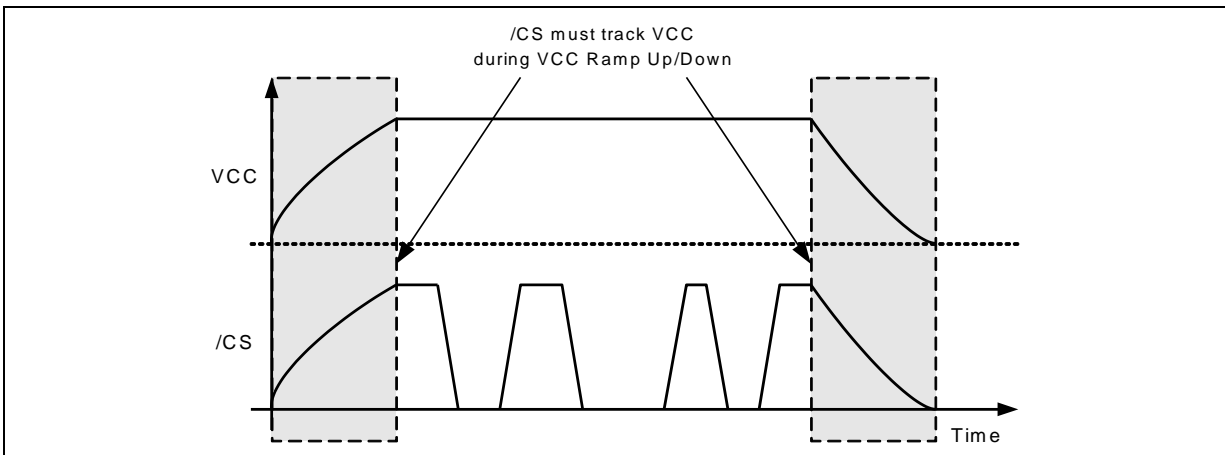 /CS must track VCC
during VCC Ramp Up/Down
VCC
/CS
Time